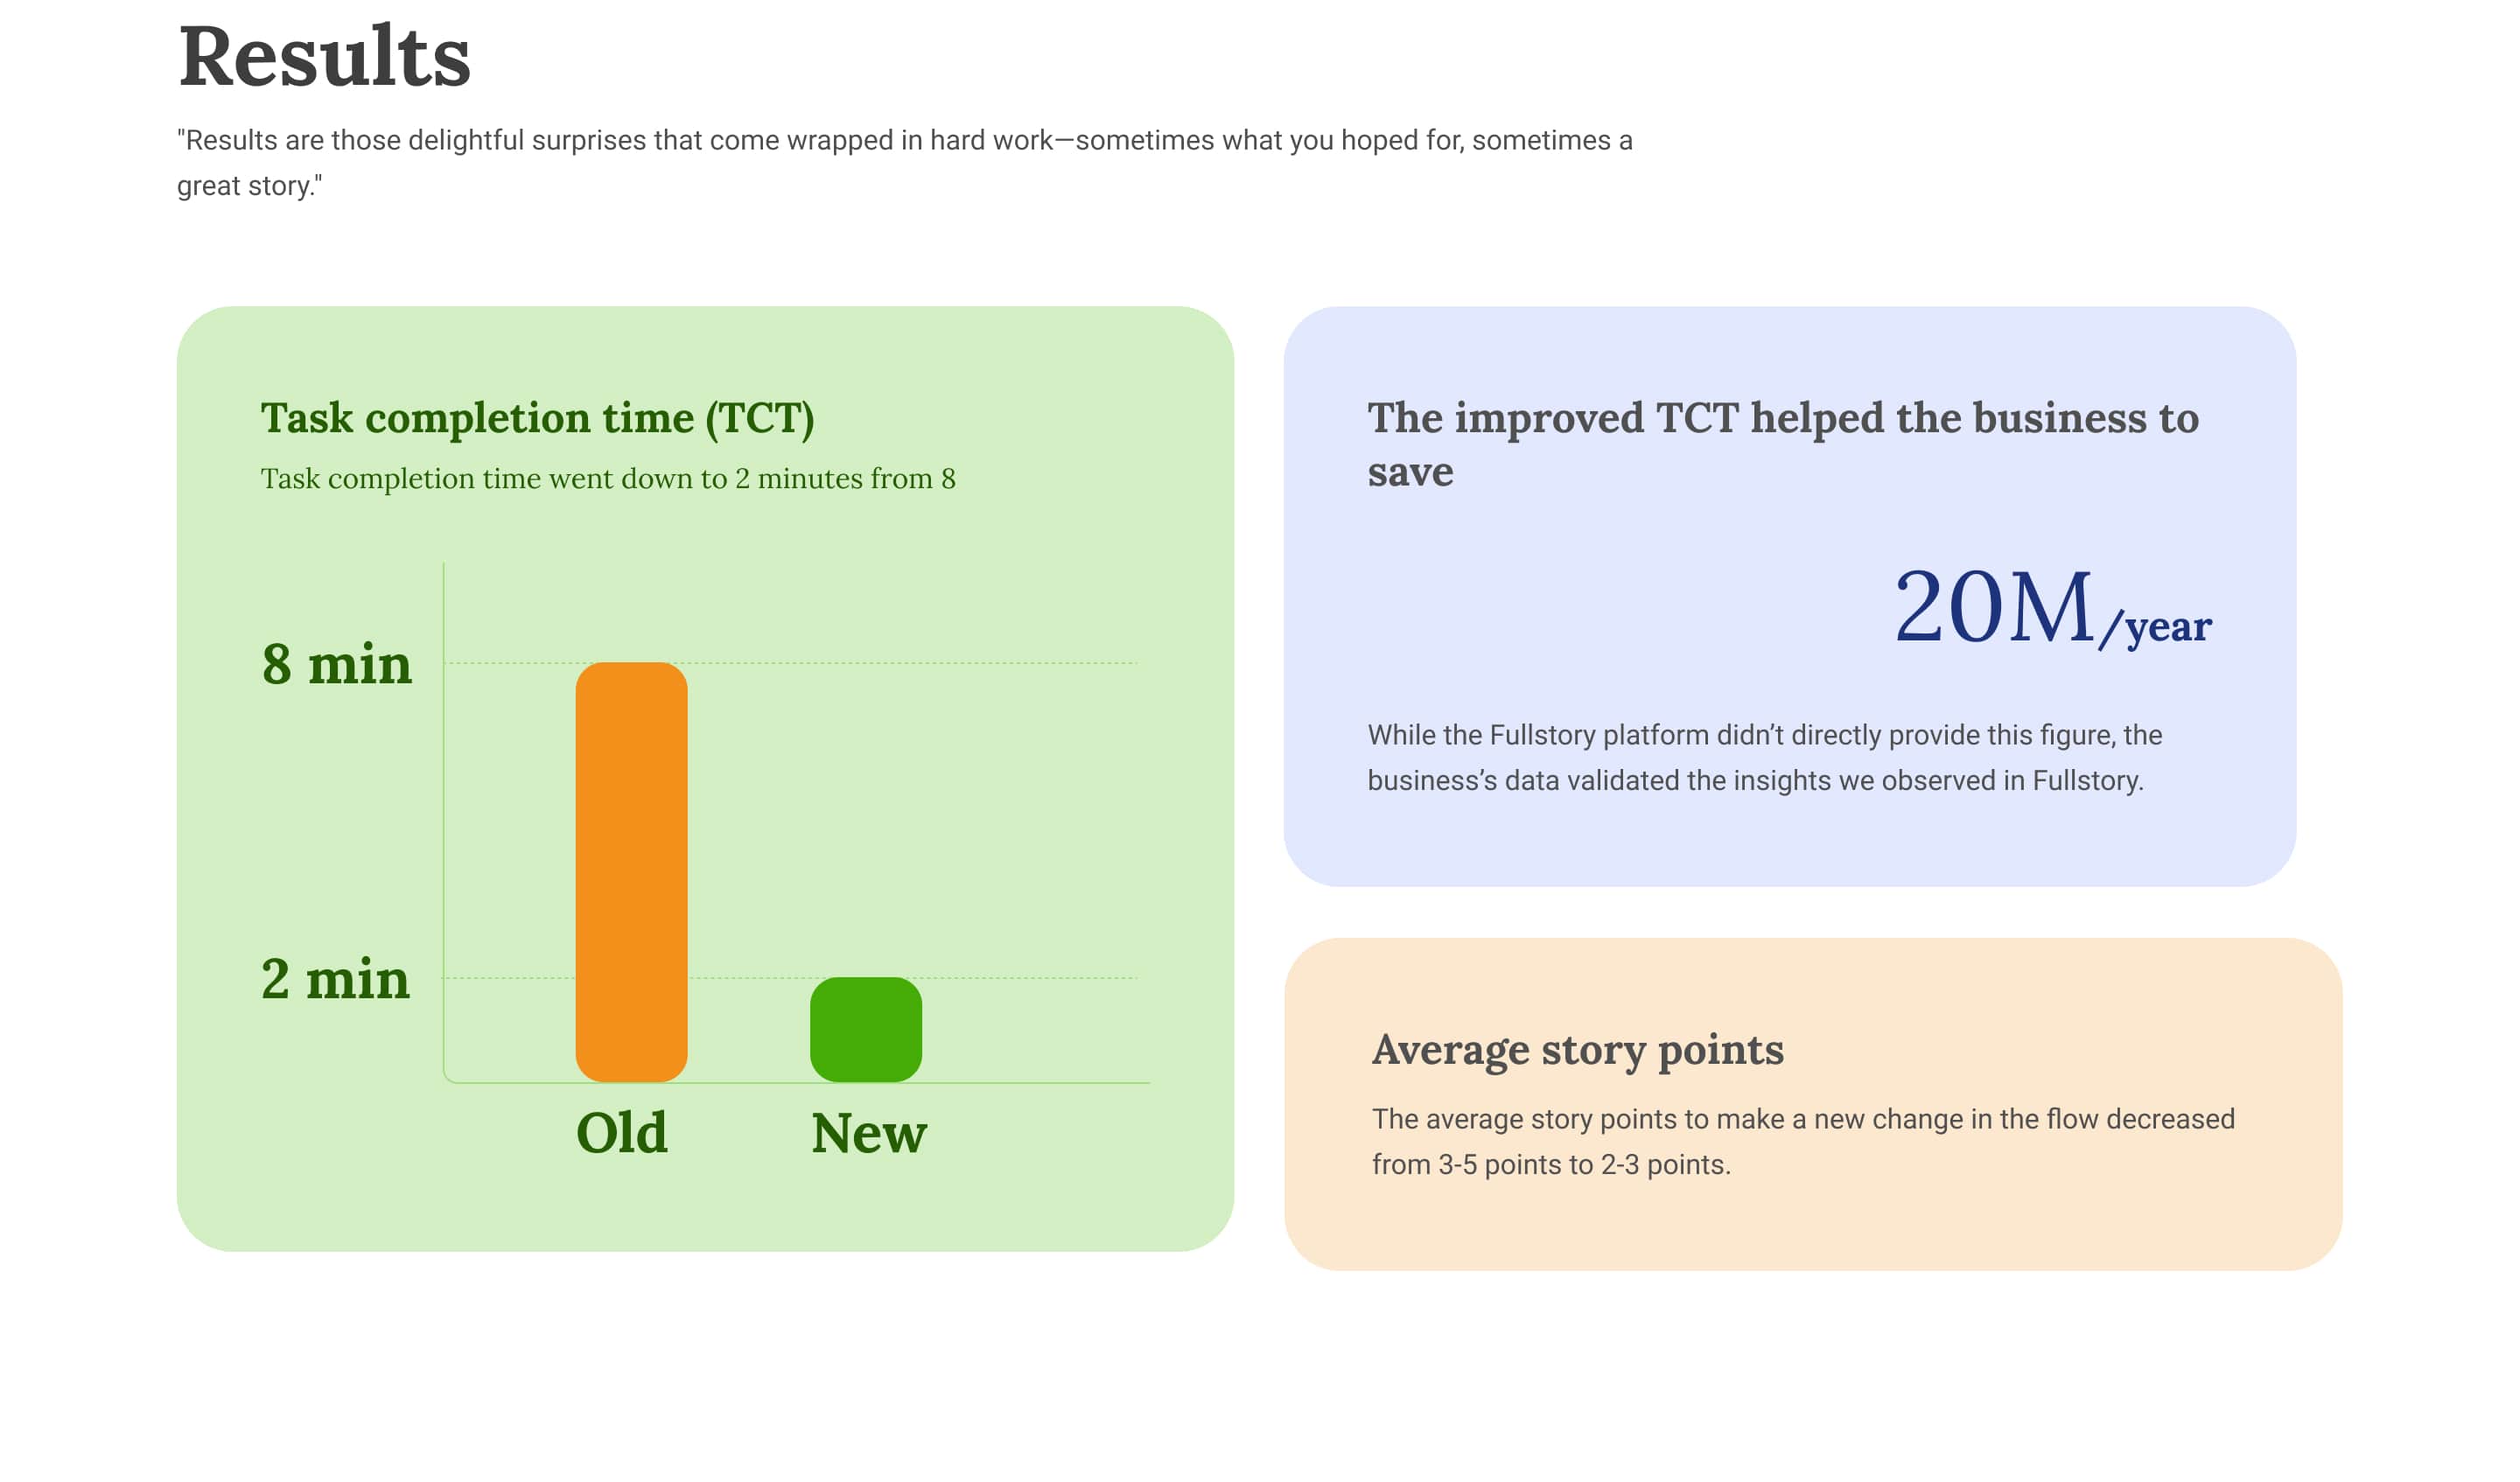 Results
"Results are those delightful surprises that come wrapped in hard work—sometimes what you hoped for, sometimes a
great story."
Task completion time (TCT)
Task completion time went down to 2 minutes from 8
8 min
2 min
Old
New
The improved TCT helped the business to
save
20M/year
While the Fullstory platform didn’t directly provide this figure, the
business’s data validated the insights we observed in Fullstory.
Average story points
The average story points to make a new change in the flow decreased
from 3-5 points to 2-3 points.